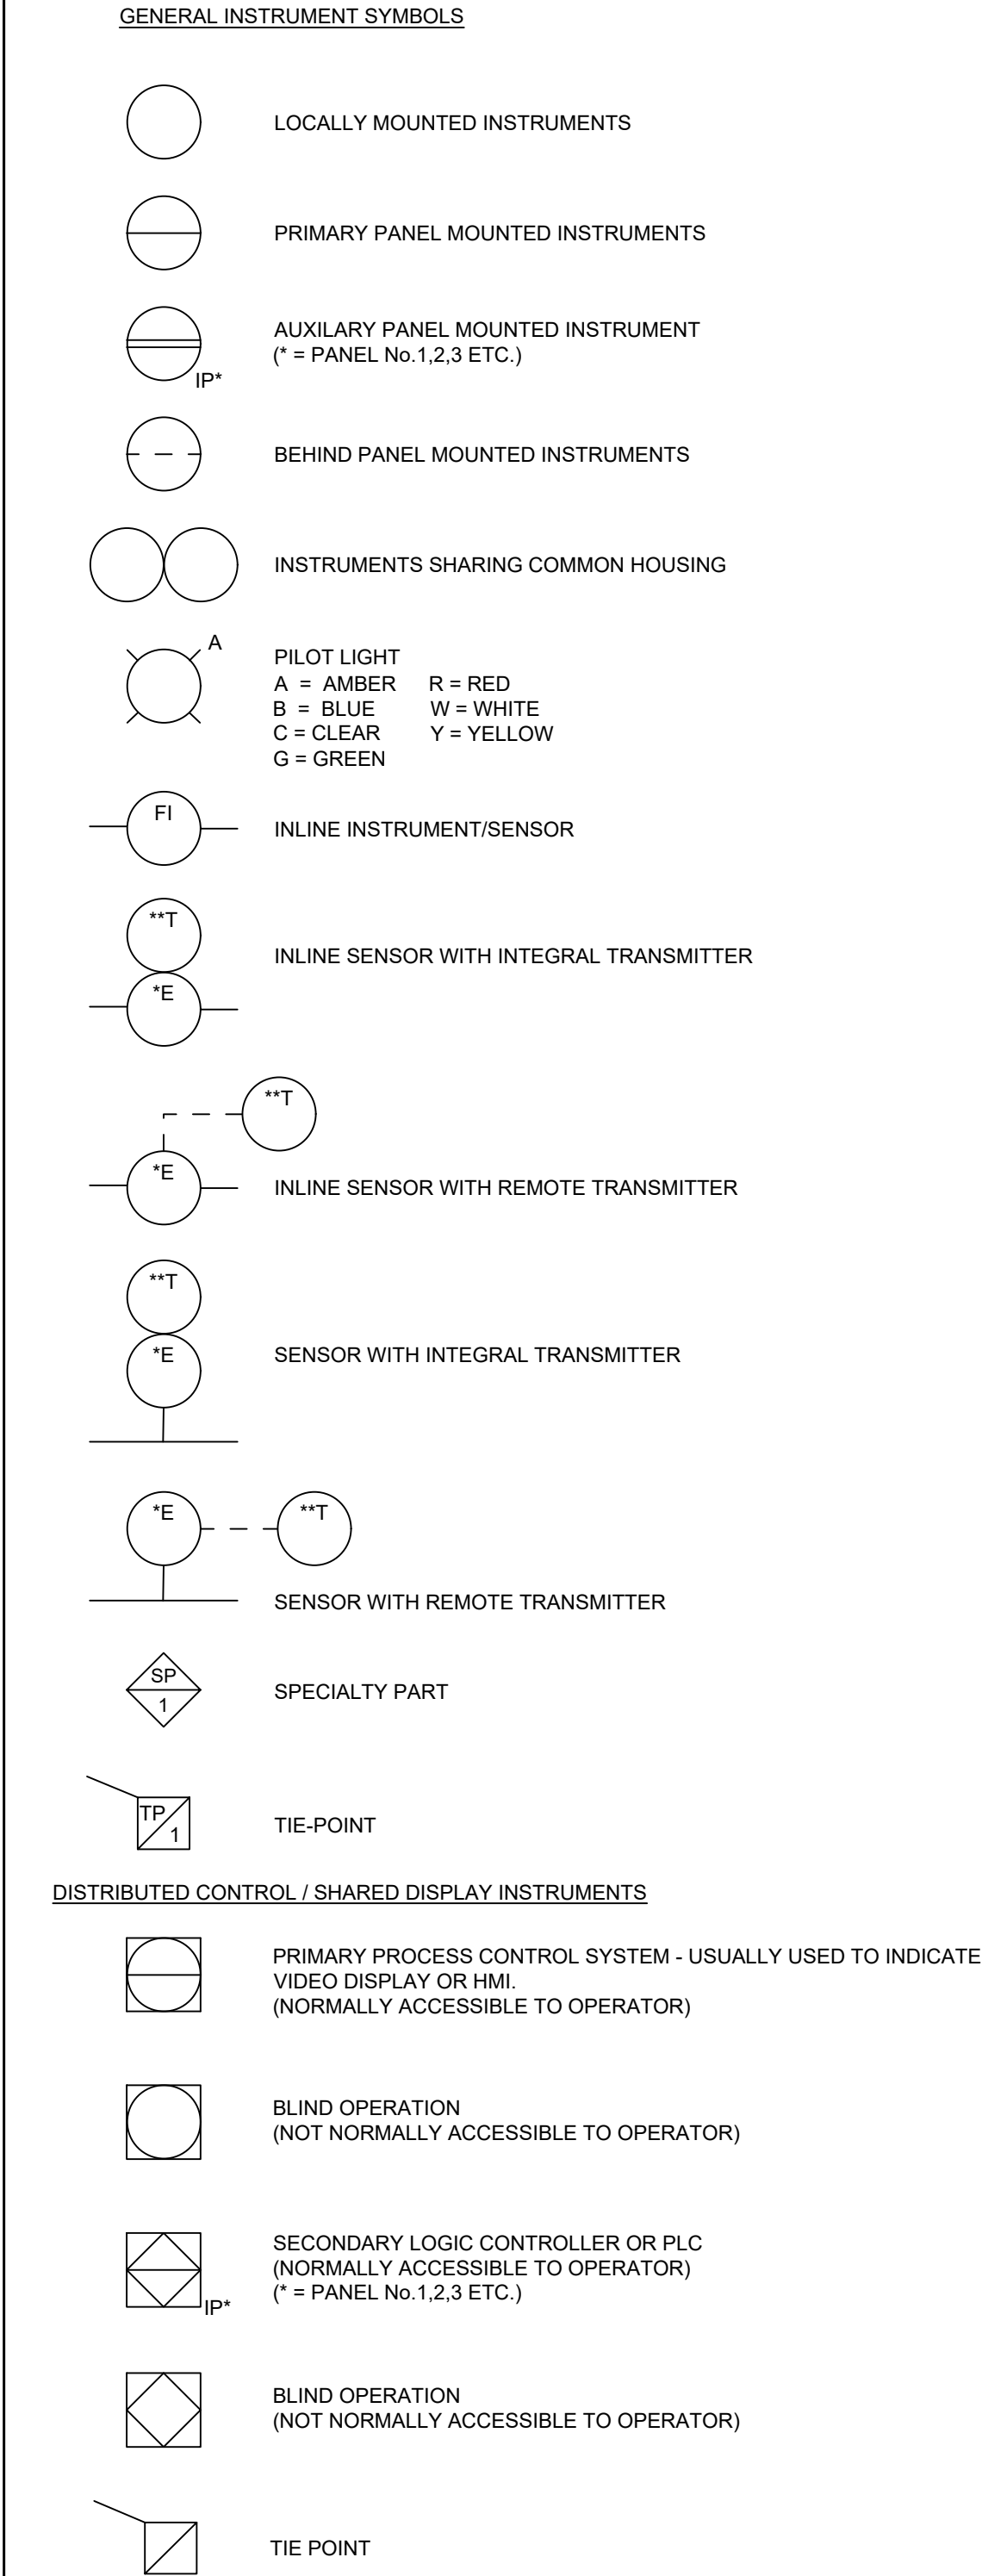 GENERAL INSTRUMENT SYMBOLS
LOCALLY MOUNTED INSTRUMENTS
PRIMARY PANEL MOUNTED INSTRUMENTS
AUXILARY PANEL MOUNTED INSTRUMENT
(* = PANEL No.1,2,3 ETC.)
IP*
BEHIND PANEL MOUNTED INSTRUMENTS
INSTRUMENTS SHARING COMMON HOUSING
A
PILOT LIGHT
A = AMBER R = RED
B = BLUE W = WHITE
C = CLEAR Y = YELLOW
G = GREEN
FI
INLINE INSTRUMENT/SENSOR
**T
INLINE SENSOR WITH INTEGRAL TRANSMITTER
*E
**T
*E
INLINE SENSOR WITH REMOTE TRANSMITTER
**T
*E
SENSOR WITH INTEGRAL TRANSMITTER
*E **T
SENSOR WITH REMOTE TRANSMITTER
SP
1
SPECIALTY PART
TP
1
TIE-POINT
DISTRIBUTED CONTROL / SHARED DISPLAY INSTRUMENTS
PRIMARY PROCESS CONTROL SYSTEM - USUALLY USED TO INDICATE
VIDEO DISPLAY OR HMI.
(NORMALLY ACCESSIBLE TO OPERATOR)
BLIND OPERATION
(NOT NORMALLY ACCESSIBLE TO OPERATOR)
SECONDARY LOGIC CONTROLLER OR PLC
(NORMALLY ACCESSIBLE TO OPERATOR)
(* = PANEL No.1,2,3 ETC.)
IP*
BLIND OPERATION
(NOT NORMALLY ACCESSIBLE TO OPERATOR)
TIE POINT